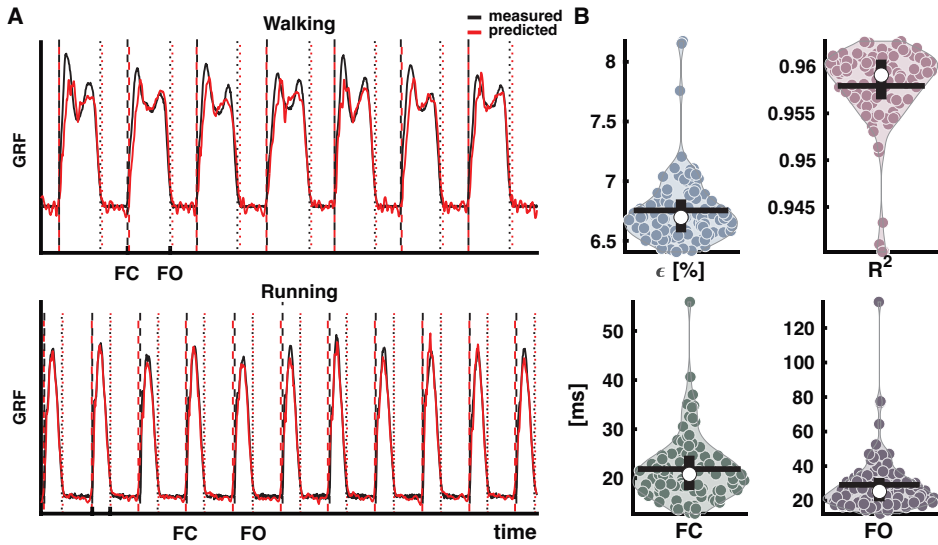 A
Walking
measured
predicted
GRF
FC FO
Running
GRF
FC FO time
B
8
7.5
7
6.5
ϵ [%]
0.96
0.955
0.95
0.945
R²
50
40
30
20
[ms]
FC
120
100
80
60
40
20
FO